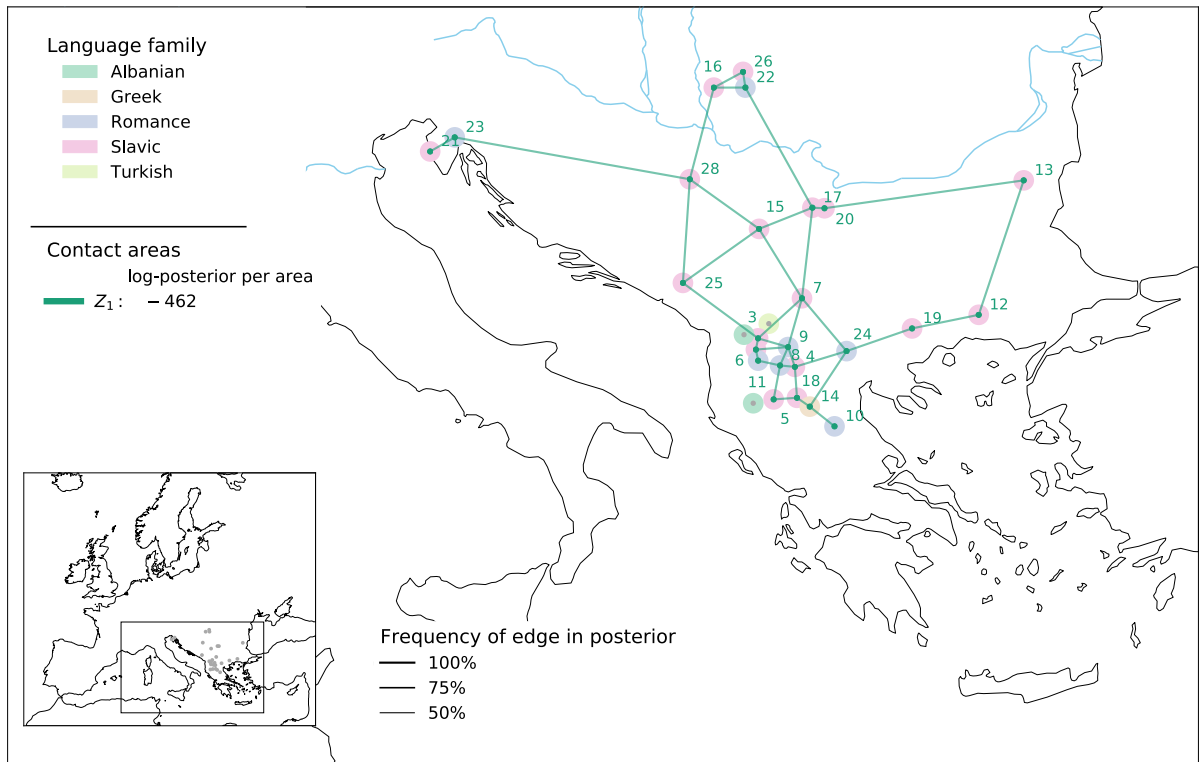 Language family
Albanian
Greek
Romance
Slavic
Turkish
Contact areas
log-posterior per area
Z1 : − 462
26
16
22
23
21
28
13
17
15
20
25
7
12
3
19
9
24
6
8 4
11
18
14
5
10
Frequency of edge in posterior
100%
75%
50%